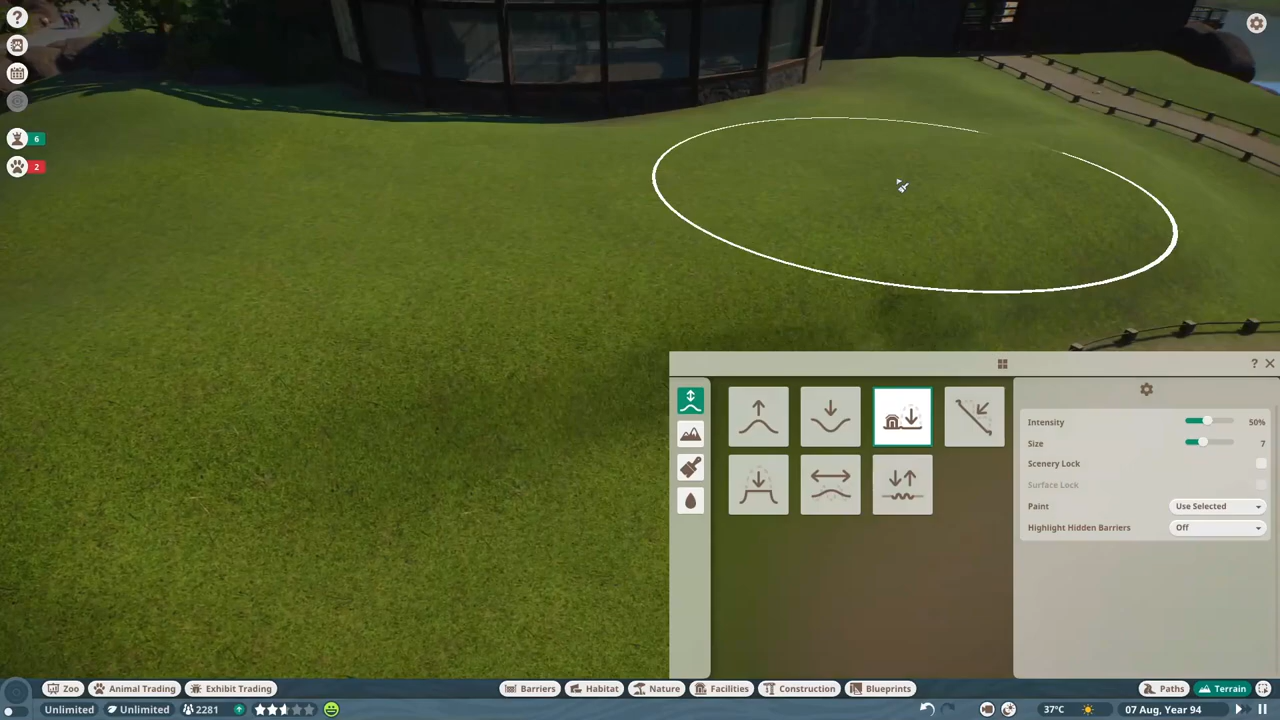 ?
6
2
?
Intensity 50%
Size 7
Scenery Lock
Surface Lock
Paint Use Selected
Highlight Hidden Barriers Off
Zoo Animal Trading Exhibit Trading Barriers Habitat Nature Facilities Construction Blueprints Paths Terrain
Unlimited Unlimited 2281 37°C 07 Aug, Year 94